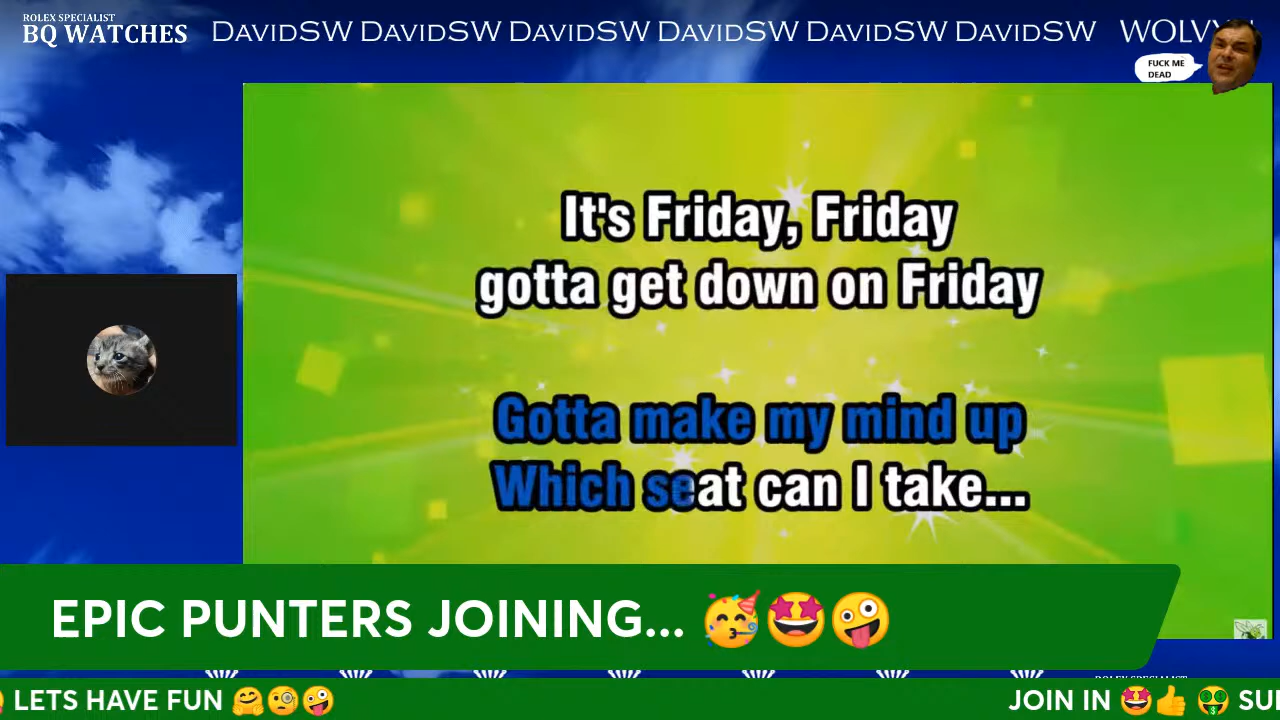 ROLEX SPECIALIST
BQ WATCHES
DAVIDSW DAVIDSW DAVIDSW DAVIDSW DAVIDSW DAVIDSW
FUCK ME
DEAD
It's Friday, Friday
gotta get down on Friday
Gotta make my mind up
Which seat can I take...
EPIC PUNTERS JOINING... 🥳🤩🤪
LETS HAVE FUN 🤗🧐🤪
JOIN IN 🤩👍 🤑